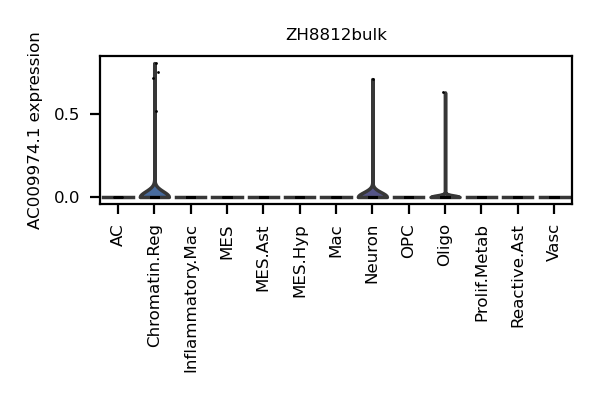 ZH8812bulk
AC009974.1 expression
0.5
0.0
AC
Chromatin.Reg
Inflammatory.Mac
MES
MES.Ast
MES.Hyp
Mac
Neuron
OPC
Oligo
Prolif.Metab
Reactive.Ast
Vasc